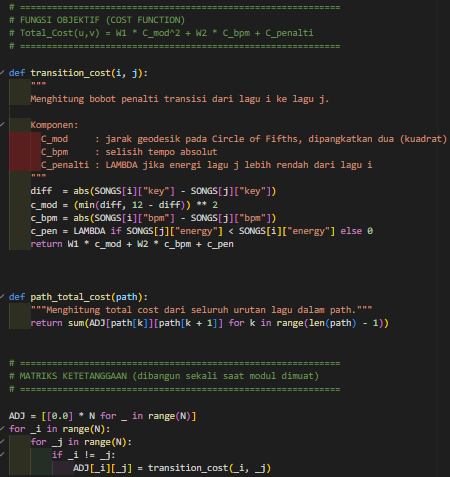 # ======================================================
# FUNGSI OBJEKTIF (COST FUNCTION)
# Total_Cost(u,v) = W1 * C_mod^2 + W2 * C_bpm + C_penalti
# ======================================================
def transition_cost(i, j):
"""
Menghitung bobot penalti transisi dari lagu i ke lagu j.
Komponen:
C_mod     : jarak geodesik pada Circle of Fifths, dipangkatkan dua (kuadrat)
C_bpm     : selisih tempo absolut
C_penalti : LAMBDA jika energi lagu j lebih rendah dari lagu i
"""
diff  = abs(SONGS[i]["key"] - SONGS[j]["key"])
c_mod = (min(diff, 12 - diff)) ** 2
c_bpm = abs(SONGS[i]["bpm"] - SONGS[j]["bpm"])
c_pen = LAMBDA if SONGS[j]["energy"] < SONGS[i]["energy"] else 0
return W1 * c_mod + W2 * c_bpm + c_pen
def path_total_cost(path):
"""Menghitung total cost dari seluruh urutan lagu dalam path."""
return sum(ADJ[path[k]][path[k + 1]] for k in range(len(path) - 1))
# ======================================================
# MATRIKS KETETANGGAAN (dibangun sekali saat modul dimuat)
# ======================================================
ADJ = [[0.0] * N for _ in range(N)]
for _i in range(N):
for _j in range(N):
if _i != _j:
ADJ[_i][_j] = transition_cost(_i, _j)